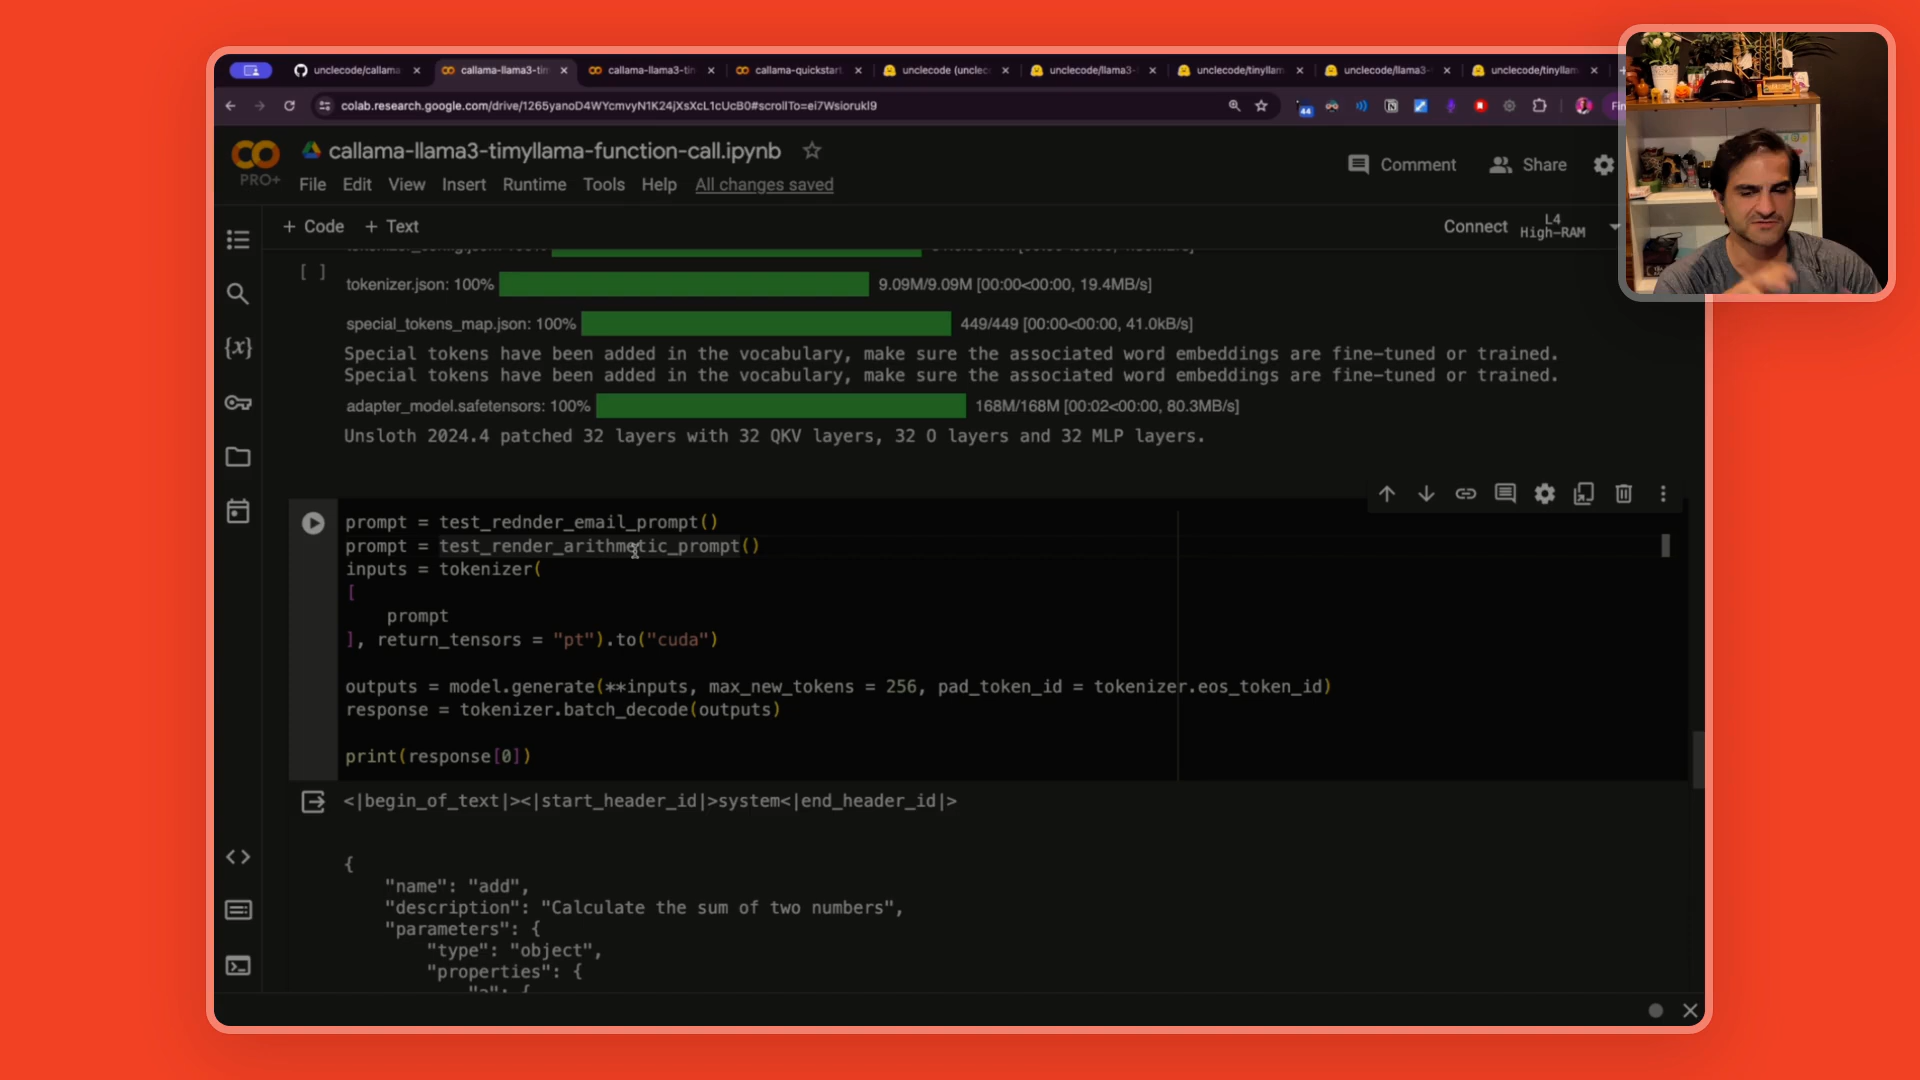 unclecode/callama
callama-llama3-tim
callama-llama3-tin
callama-quickstart.
unclecode (unclec
unclecode/llama3-
unclecode/tinyllam
unclecode/llama3-
unclecode/tinyllam
colab.research.google.com/drive/1265yanoD4WYcmvyN1K24jXsXcL1cUcB0#scrollTo=ei7Wsiorukl9
44
Fin
callama-llama3-timyllama-function-call.ipynb
PRO+
File Edit View Insert Runtime Tools Help All changes saved
Comment
Share
+ Code + Text
Connect
L4
High-RAM
[ ]
tokenizer.json: 100% 9.09M/9.09M [00:00<00:00, 19.4MB/s]
special_tokens_map.json: 100% 449/449 [00:00<00:00, 41.0kB/s]
Special tokens have been added in the vocabulary, make sure the associated word embeddings are fine-tuned or trained.
Special tokens have been added in the vocabulary, make sure the associated word embeddings are fine-tuned or trained.
adapter_model.safetensors: 100% 168M/168M [00:02<00:00, 80.3MB/s]
Unsloth 2024.4 patched 32 layers with 32 QKV layers, 32 O layers and 32 MLP layers.
prompt = test_rednder_email_prompt()
prompt = test_render_arithmetic_prompt()
inputs = tokenizer(
[
prompt
], return_tensors = "pt").to("cuda")
outputs = model.generate(**inputs, max_new_tokens = 256, pad_token_id = tokenizer.eos_token_id)
response = tokenizer.batch_decode(outputs)
print(response[0])
<|begin_of_text|><|start_header_id|>system<|end_header_id|>
{
"name": "add",
"description": "Calculate the sum of two numbers",
"parameters": {
"type": "object",
"properties": {
"a": {